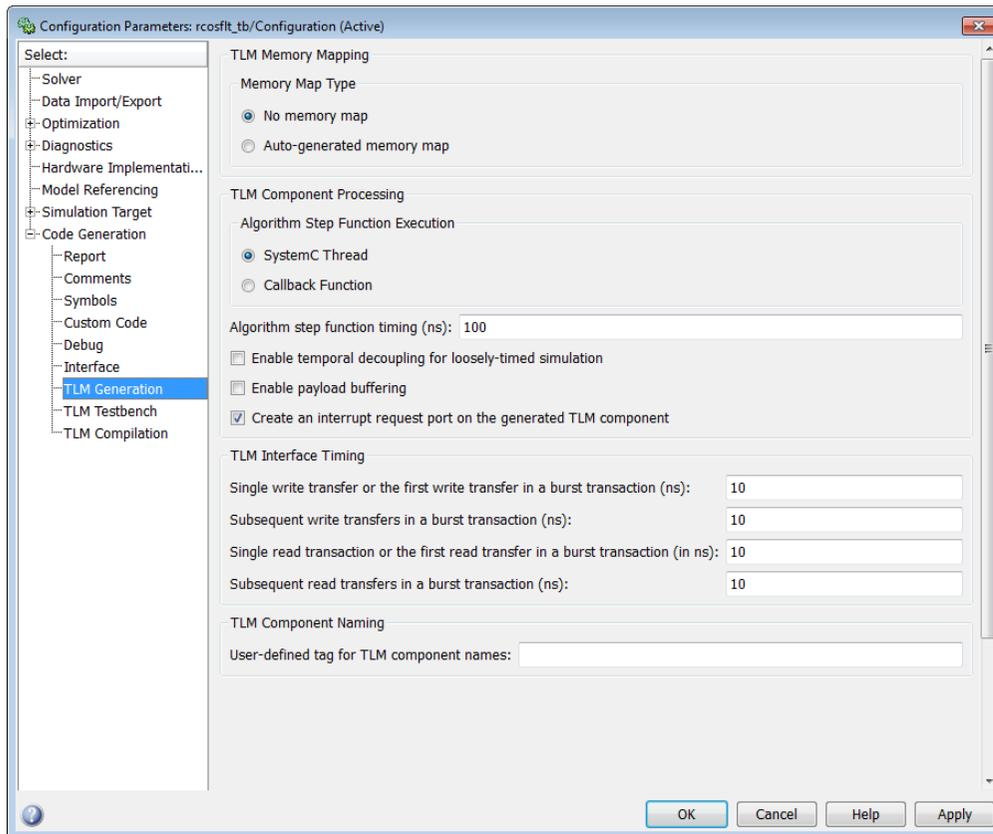 Configuration Parameters: rcosflt_tb/Configuration (Active)
Select:
Solver
Data Import/Export
Optimization
Diagnostics
Hardware Implementati...
Model Referencing
Simulation Target
Code Generation
Report
Comments
Symbols
Custom Code
Debug
Interface
TLM Generation
TLM Testbench
TLM Compilation
TLM Memory Mapping
Memory Map Type
No memory map
Auto-generated memory map
TLM Component Processing
Algorithm Step Function Execution
SystemC Thread
Callback Function
Algorithm step function timing (ns): 100
Enable temporal decoupling for loosely-timed simulation
Enable payload buffering
Create an interrupt request port on the generated TLM component
TLM Interface Timing
Single write transfer or the first write transfer in a burst transaction (ns): 10
Subsequent write transfers in a burst transaction (ns): 10
Single read transaction or the first read transfer in a burst transaction (in ns): 10
Subsequent read transfers in a burst transaction (ns): 10
TLM Component Naming
User-defined tag for TLM component names:
OK Cancel Help Apply